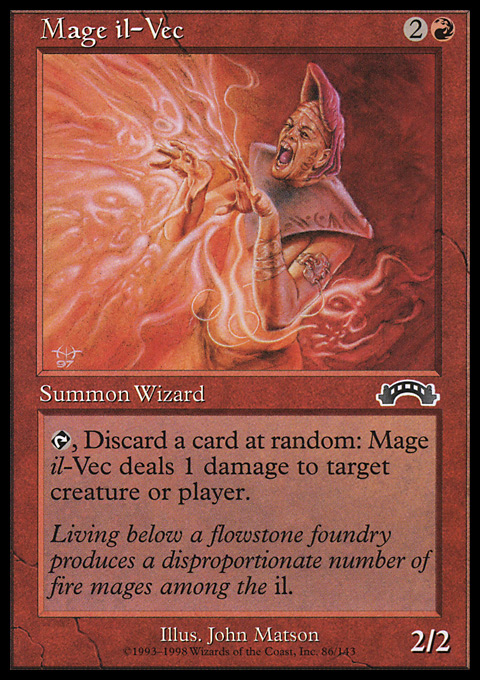 Mage il-Vec 2
97
Summon Wizard
, Discard a card at random: Mage
il-Vec deals 1 damage to target
creature or player.
Living below a flowstone foundry
produces a disproportionate number of
fire mages among the il.
Illus. John Matson
©1993–1998 Wizards of the Coast, Inc. 86/143
2/2